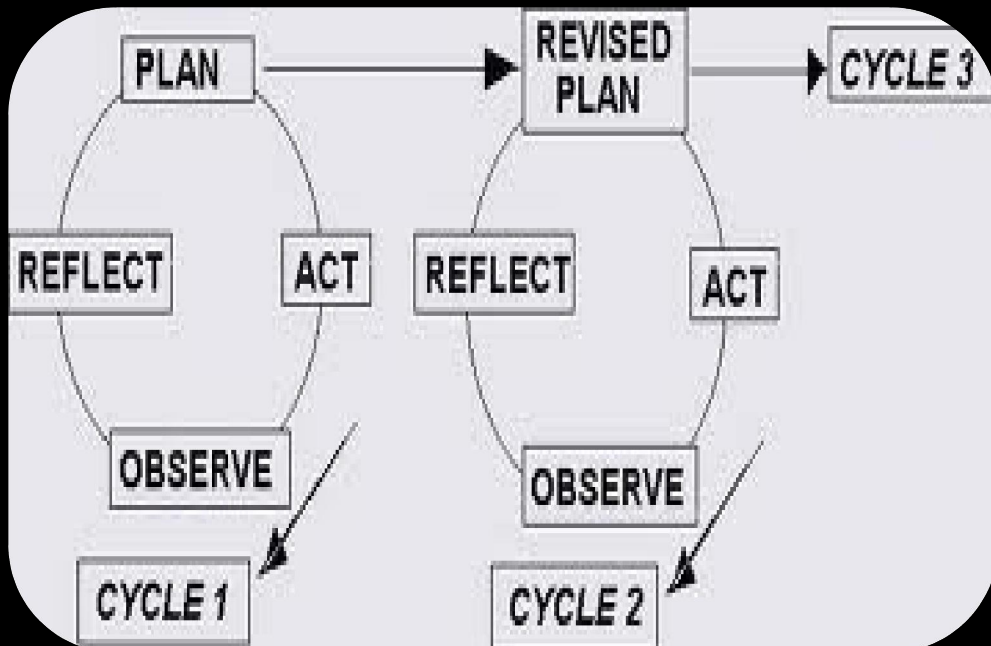 PLAN
REVISED
PLAN
CYCLE 3
REFLECT
ACT
REFLECT
ACT
OBSERVE
OBSERVE
CYCLE 1
CYCLE 2